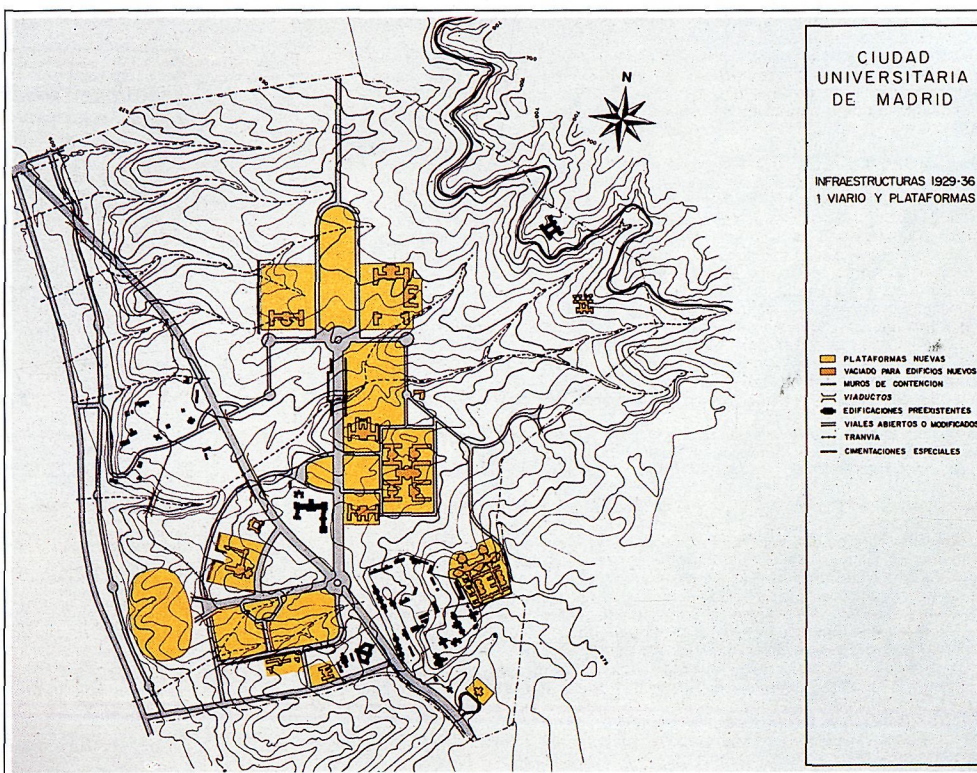 CIUDAD
UNIVERSITARIA
DE MADRID
INFRAESTRUCTURAS 1929-36
1 VIARIO Y PLATAFORMAS
N
PLATAFORMAS NUEVAS
VACIADO PARA EDIFICIOS NUEVOS
MUROS DE CONTENCION
VIADUCTOS
EDIFICACIONES PREEXISTENTES
VIALES ABIERTOS O MODIFICADOS
TRANVIA
CIMENTACIONES ESPECIALES
700